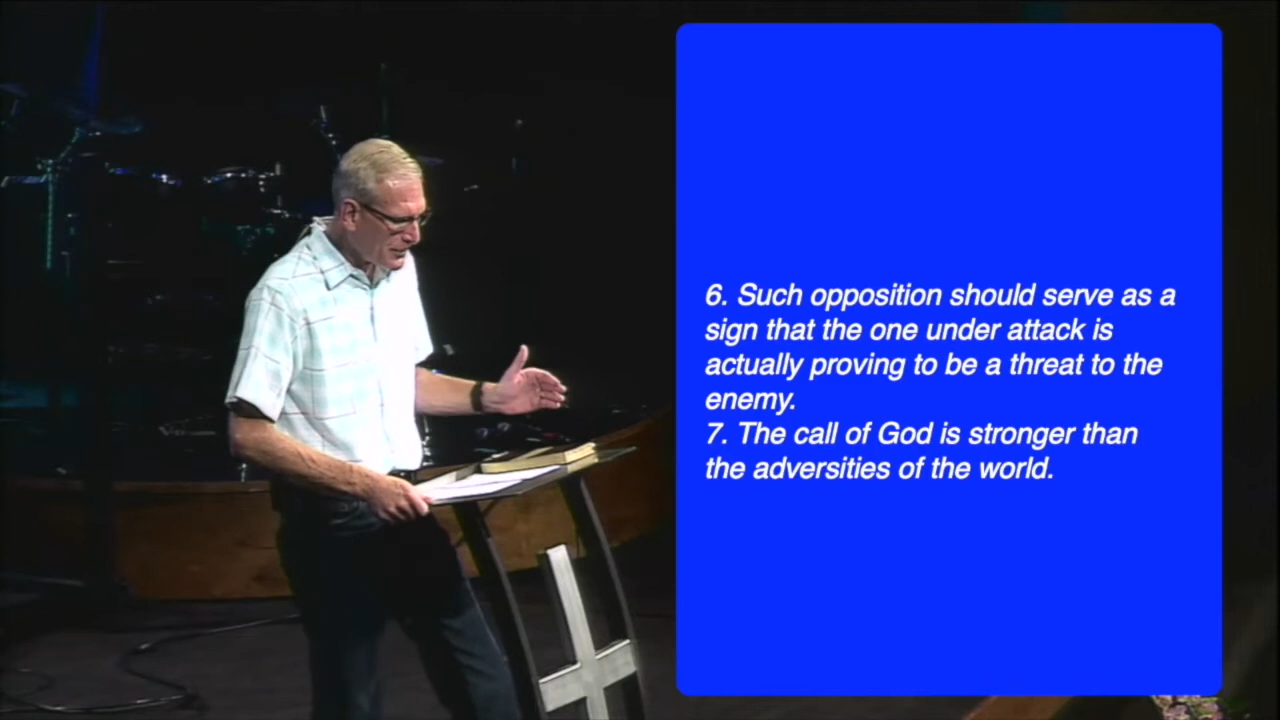 6. Such opposition should serve as a
sign that the one under attack is
actually proving to be a threat to the
enemy.
7. The call of God is stronger than
the adversities of the world.